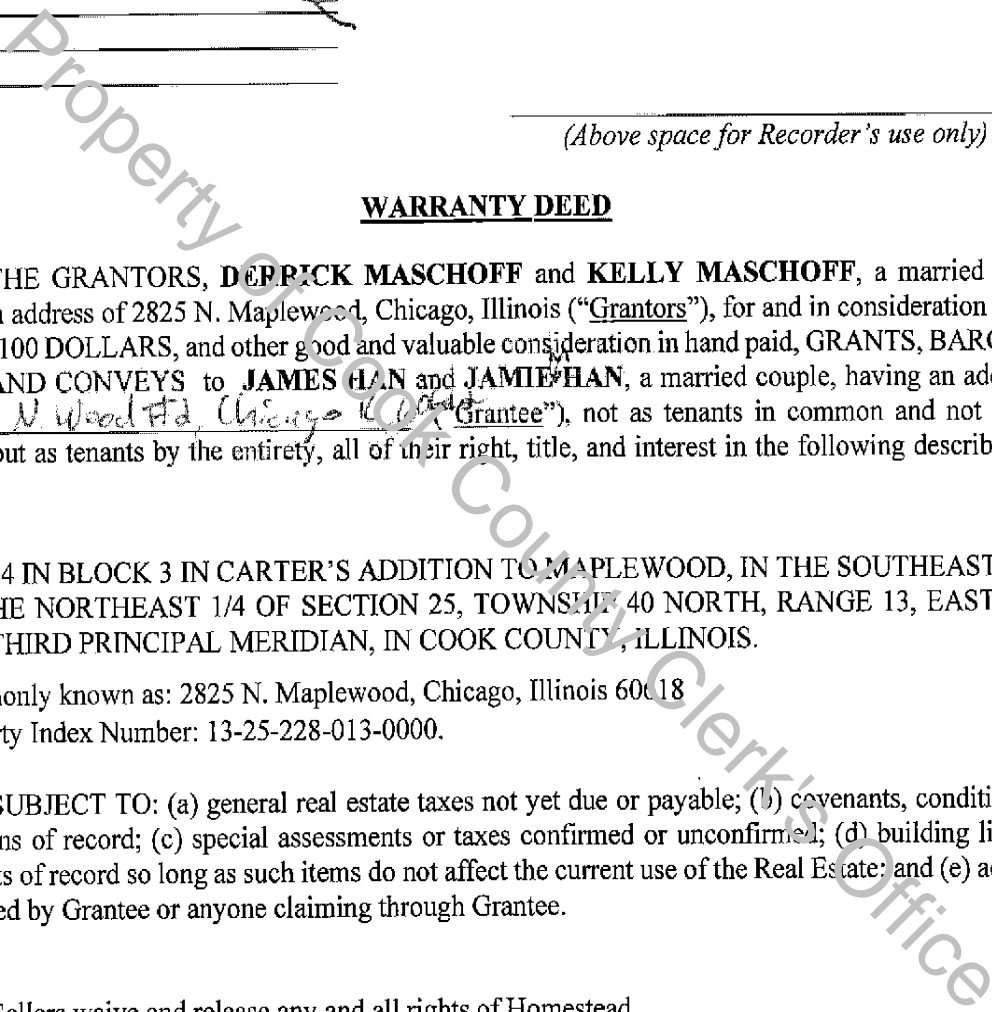 (Above space for Recorder's use only)
WARRANTY DEED
THE GRANTORS, DERRICK MASCHOFF and KELLY MASCHOFF, a married
address of 2825 N. Maplewood, Chicago, Illinois ("Grantors"), for and in consideration
100 DOLLARS, and other good and valuable consideration in hand paid, GRANTS, BARG
AND CONVEYS to JAMES HAN and JAMIE HAN, a married couple, having an add
N. Wood Chicago ("Grantee"), not as tenants in common and not
but as tenants by the entirety, all of their right, title, and interest in the following describ
4 IN BLOCK 3 IN CARTER'S ADDITION TO MAPLEWOOD, IN THE SOUTHEAST
HE NORTHEAST 1/4 OF SECTION 25, TOWNSHIP 40 NORTH, RANGE 13, EAST
THIRD PRINCIPAL MERIDIAN, IN COOK COUNTY, ILLINOIS.
only known as: 2825 N. Maplewood, Chicago, Illinois 60618
ty Index Number: 13-25-228-013-0000.
SUBJECT TO: (a) general real estate taxes not yet due or payable; (b) covenants, conditi
ns of record; (c) special assessments or taxes confirmed or unconfirmed; (d) building li
ts of record so long as such items do not affect the current use of the Real Estate; and (e) a
ed by Grantee or anyone claiming through Grantee.
Sellers waive and release any and all rights of Homestead
Property of Cook County Clerk's Office